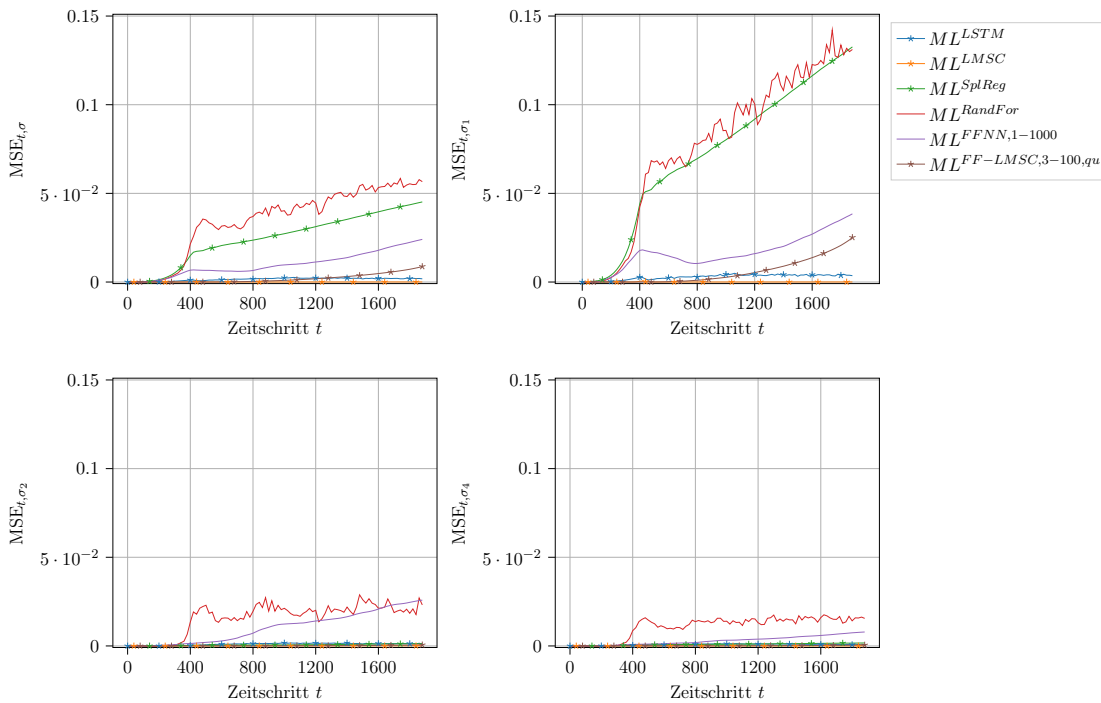 0.15
0.1
5 · 10⁻²
0
MSE_{t,σ}
0 400 800 1200 1600
Zeitschritt t
0.15
0.1
5 · 10⁻²
0
MSE_{t,σ₁}
0 400 800 1200 1600
Zeitschritt t
ML^{LSTM}
ML^{LMSC}
ML^{SplReg}
ML^{RandFor}
ML^{FFNN,1−1000}
ML^{FF−LMSC,3−100,qu}
0.15
0.1
5 · 10⁻²
0
MSE_{t,σ₂}
0 400 800 1200 1600
Zeitschritt t
0.15
0.1
5 · 10⁻²
0
MSE_{t,σ₄}
0 400 800 1200 1600
Zeitschritt t